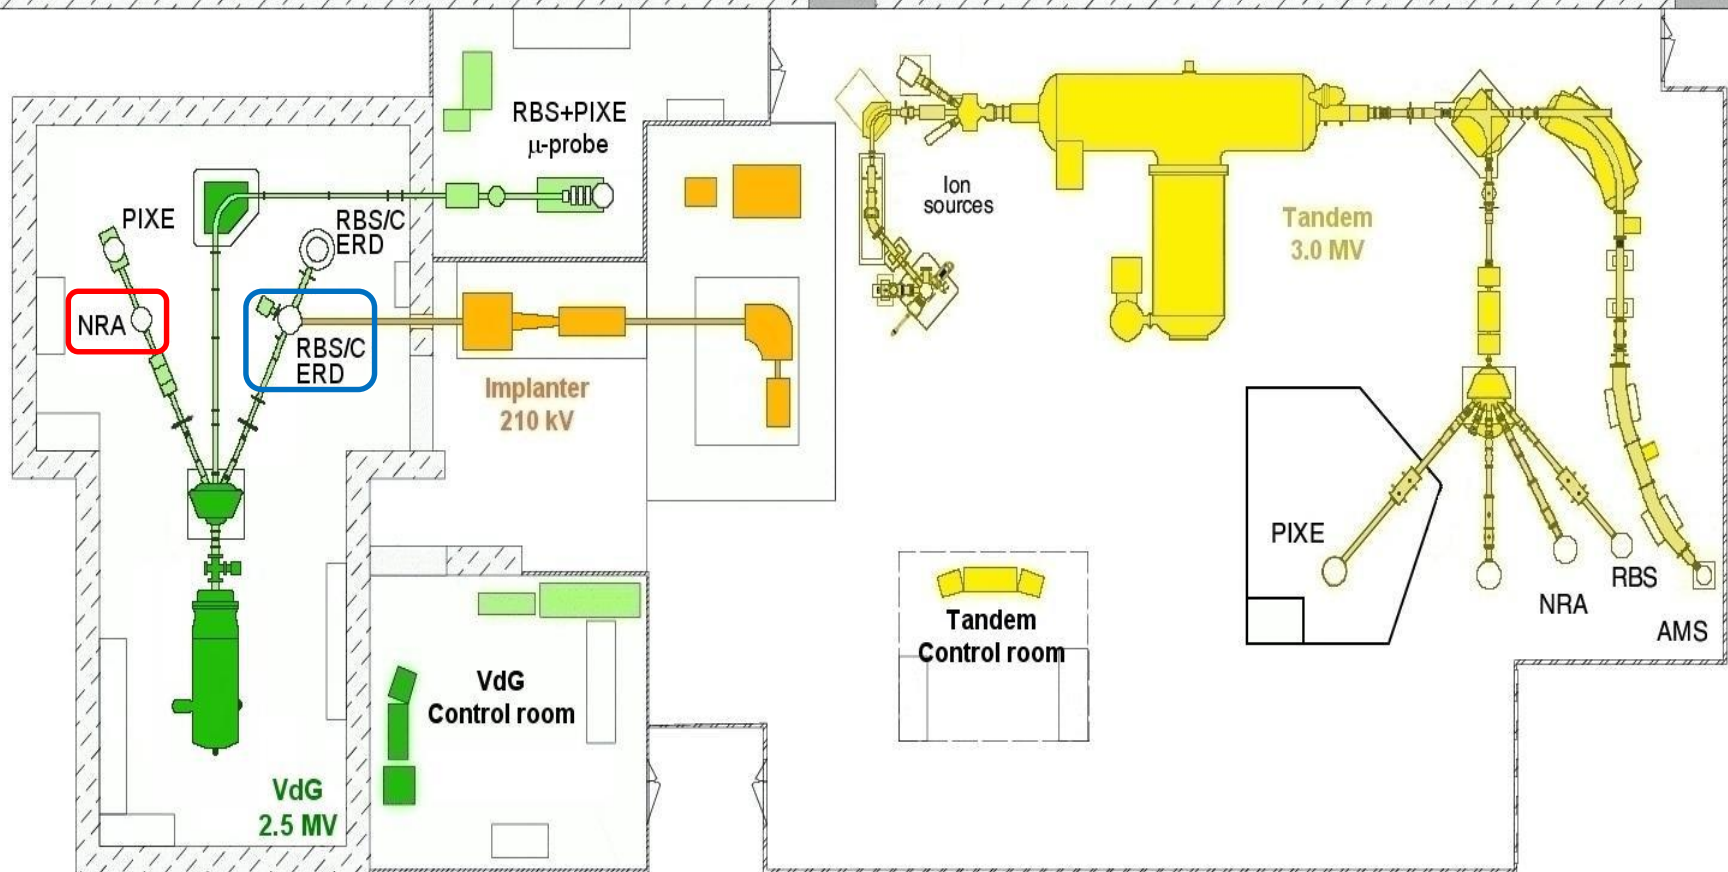 RBS+PIXE
μ-probe
PIXE
RBS/C
ERD
NRA
RBS/C
ERD
Implanter
210 kV
Ion
sources
Tandem
3.0 MV
PIXE
NRA
RBS
AMS
Tandem
Control room
VdG
Control room
VdG
2.5 MV